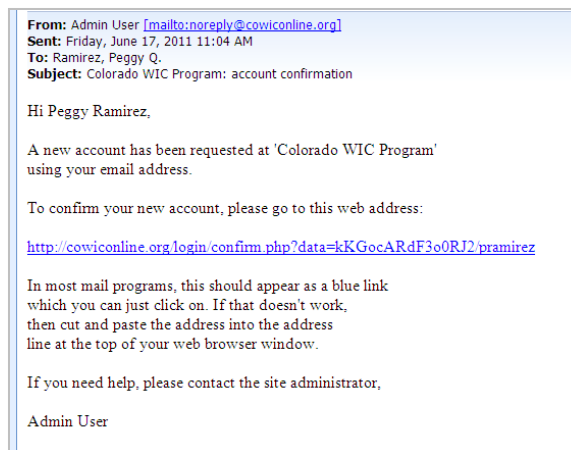 From: Admin User [mailto:noreply@cowiconline.org]
Sent: Friday, June 17, 2011 11:04 AM
To: Ramirez, Peggy Q.
Subject: Colorado WIC Program: account confirmation
Hi Peggy Ramirez,
A new account has been requested at 'Colorado WIC Program'
using your email address.
To confirm your new account, please go to this web address:
http://cowiconline.org/login/confirm.php?data=kKGocARdF3o0RJ2/pramirez
In most mail programs, this should appear as a blue link
which you can just click on. If that doesn't work,
then cut and paste the address into the address
line at the top of your web browser window.
If you need help, please contact the site administrator,
Admin User